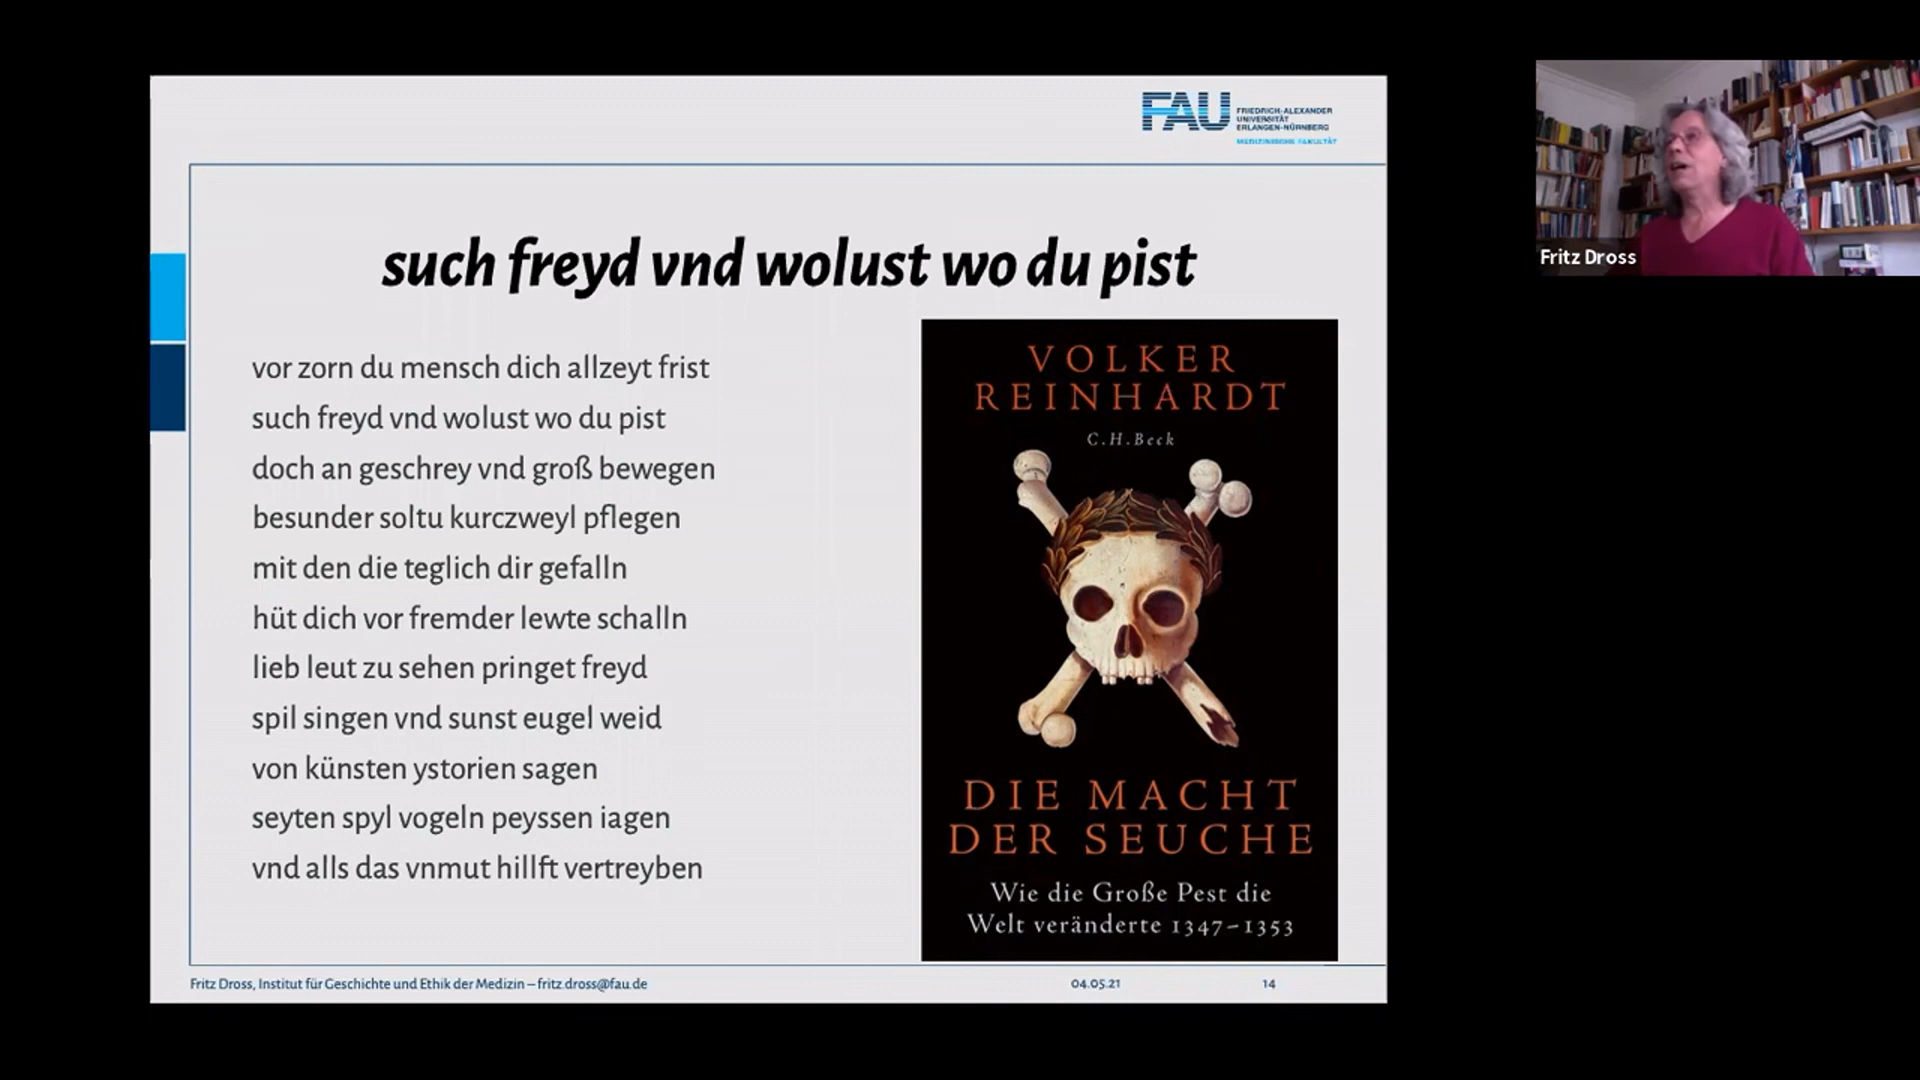 FAU
FRIEDRICH-ALEXANDER
UNIVERSITÄT
ERLANGEN-NÜRNBERG
MEDIZINISCHE FAKULTÄT
such freyd vnd wolust wo du pist
vor zorn du mensch dich allzeyt frist
such freyd vnd wolust wo du pist
doch an geschrey vnd groß bewegen
besunder soltu kurczweyl pflegen
mit den die teglich dir gefalln
hüt dich vor fremder lewte schalln
lieb leut zu sehen pringet freyd
spil singen vnd sunst eugel weid
von künsten ystorien sagen
seyten spyl vogeln peyssen iagen
vnd alls das vnmut hillft vertreyben
VOLKER
REINHARDT
C.H.Beck
DIE MACHT
DER SEUCHE
Wie die Große Pest die
Welt veränderte 1347–1353
Fritz Dross, Institut für Geschichte und Ethik der Medizin – fritz.dross@fau.de
04.05.21
14
Fritz Dross